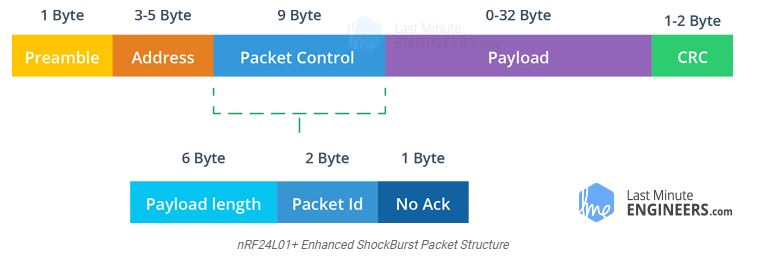 1 Byte 3-5 Byte 9 Byte 0-32 Byte 1-2 Byte
Last Minute
ENGINEERS.com
Preamble Address Packet Control Payload CRC
6 Byte 2 Byte 1 Byte
Payload length Packet Id No Ack
Last Minute
ENGINEERS.com
nRF24L01+ Enhanced ShockBurst Packet Structure